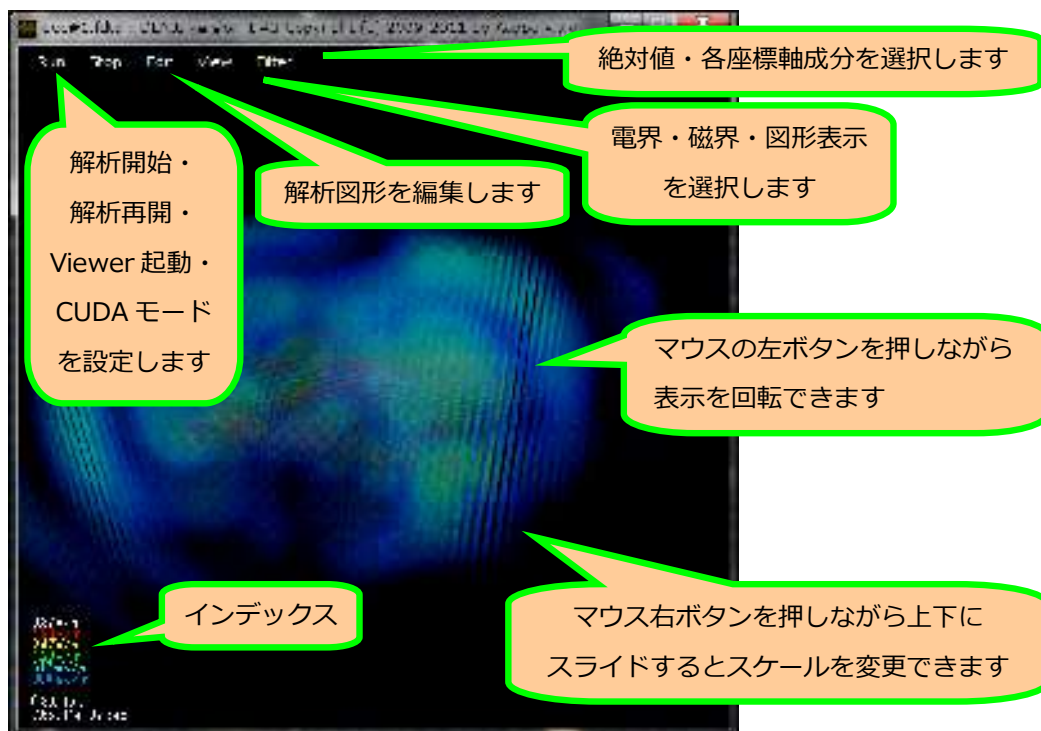 Run Stop Edit View Filter
絶対値・各座標軸成分を選択します
電界・磁界・図形表示
を選択します
解析図形を編集します
解析開始・
解析再開・
Viewer 起動・
CUDA モード
を設定します
マウスの左ボタンを押しながら
表示を回転できます
インデックス
マウス右ボタンを押しながら上下に
スライドするとスケールを変更できます